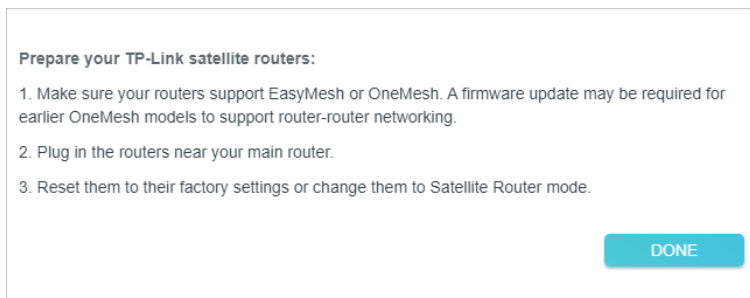 Prepare your TP-Link satellite routers:
1. Make sure your routers support EasyMesh or OneMesh. A firmware update may be required for
earlier OneMesh models to support router-router networking.
2. Plug in the routers near your main router.
3. Reset them to their factory settings or change them to Satellite Router mode.
DONE